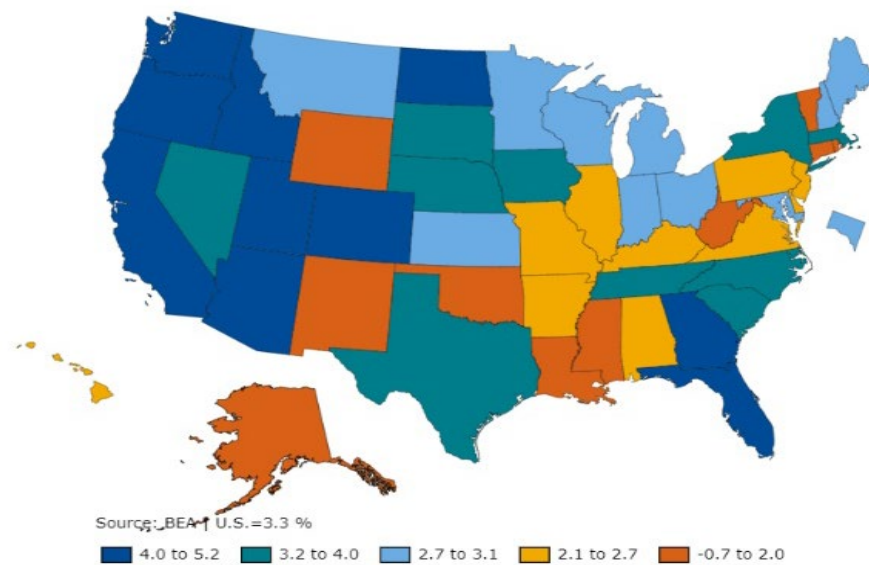 Source: BEA | U.S.=3.3 %
4.0 to 5.2 3.2 to 4.0 2.7 to 3.1 2.1 to 2.7 -0.7 to 2.0